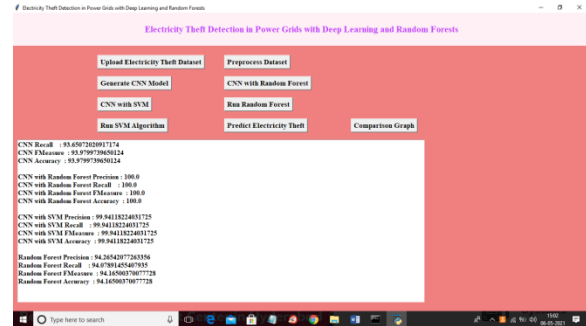 Electricity Theft Detection in Power Grids with Deep Learning and Random Forests
Electricity Theft Detection in Power Grids with Deep Learning and Random Forests
Upload Electricity Theft Dataset Preprocess Dataset
Generate CNN Model CNN with Random Forest
CNN with SVM Run Random Forest
Run SVM Algorithm Predict Electricity Theft Comparison Graph
CNN Recall : 93.65072020917174
CNN FMeasure : 93.9799739650124
CNN Accuracy : 93.9799739650124
CNN with Random Forest Precision : 100.0
CNN with Random Forest Recall : 100.0
CNN with Random Forest FMeasure : 100.0
CNN with Random Forest Accuracy : 100.0
CNN with SVM Precision : 99.94118224031725
CNN with SVM Recall : 99.94118224031725
CNN with SVM FMeasure : 99.94118224031725
CNN with SVM Accuracy : 99.94118224031725
Random Forest Precision : 94.26542077263356
Random Forest Recall : 94.07891455407935
Random Forest FMeasure : 94.16500370077728
Random Forest Accuracy : 94.16500370077728
Type here to search
15:02
06-05-2021